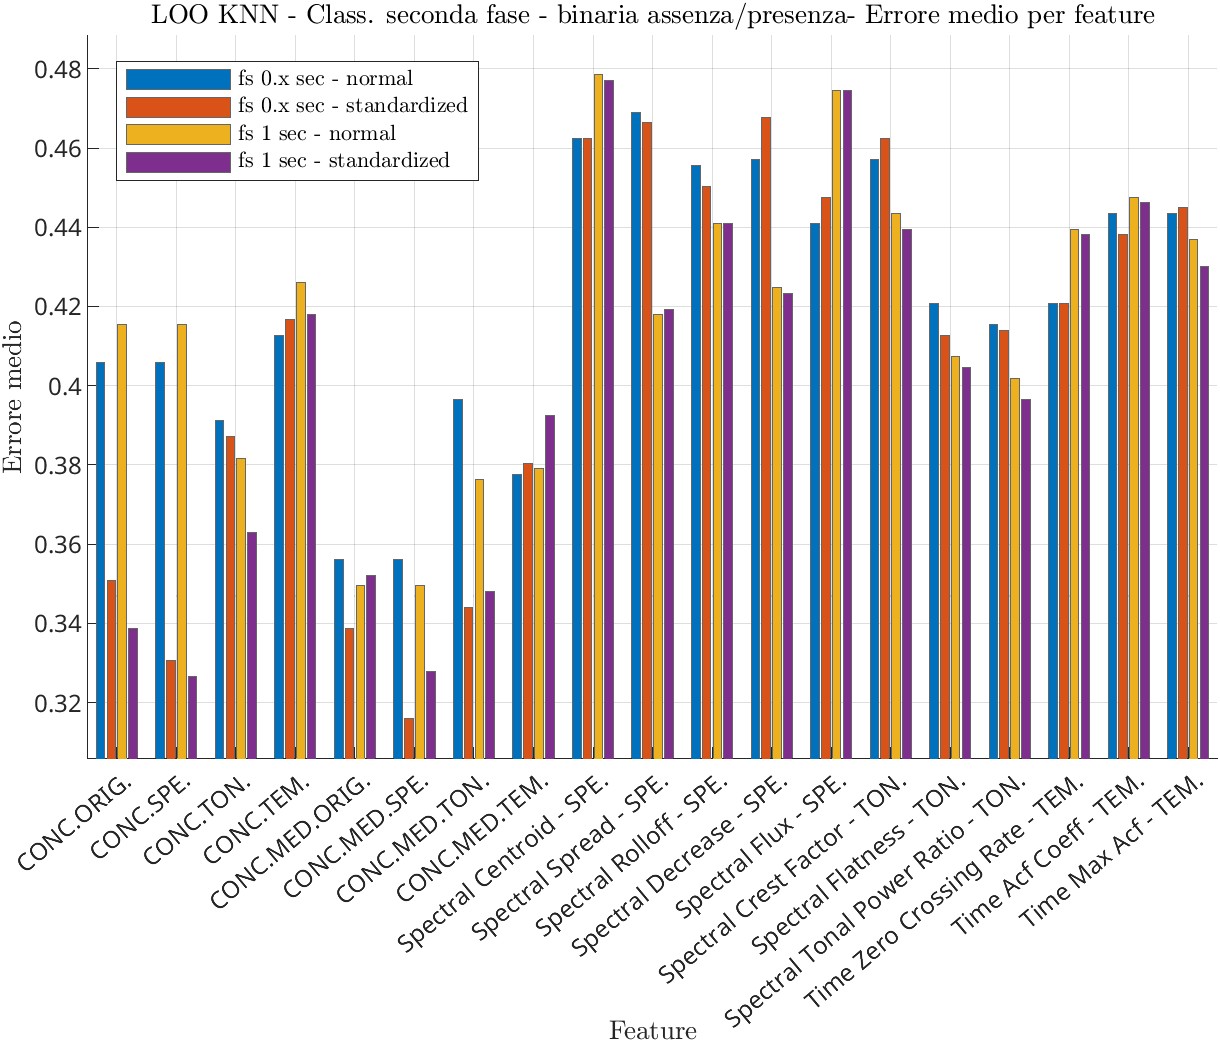 LOO KNN - Class. seconda fase - binaria assenza/presenza- Errore medio per feature
fs 0.x sec - normal
fs 0.x sec - standardized
fs 1 sec - normal
fs 1 sec - standardized
Errore medio
0.48
0.46
0.44
0.42
0.4
0.38
0.36
0.34
0.32
CONC.ORIG.
CONC.SPE.
CONC.TON.
CONC.TEM.
CONC.MED.ORIG.
CONC.MED.SPE.
CONC.MED.TON.
CONC.MED.TEM.
Spectral Centroid - SPE.
Spectral Spread - SPE.
Spectral Rolloff - SPE.
Spectral Decrease - SPE.
Spectral Flux - SPE.
Spectral Crest Factor - TON.
Spectral Flatness - TON.
Spectral Tonal Power Ratio - TON.
Time Zero Crossing Rate - TEM.
Time Acf Coeff - TEM.
Time Max Acf - TEM.
Feature